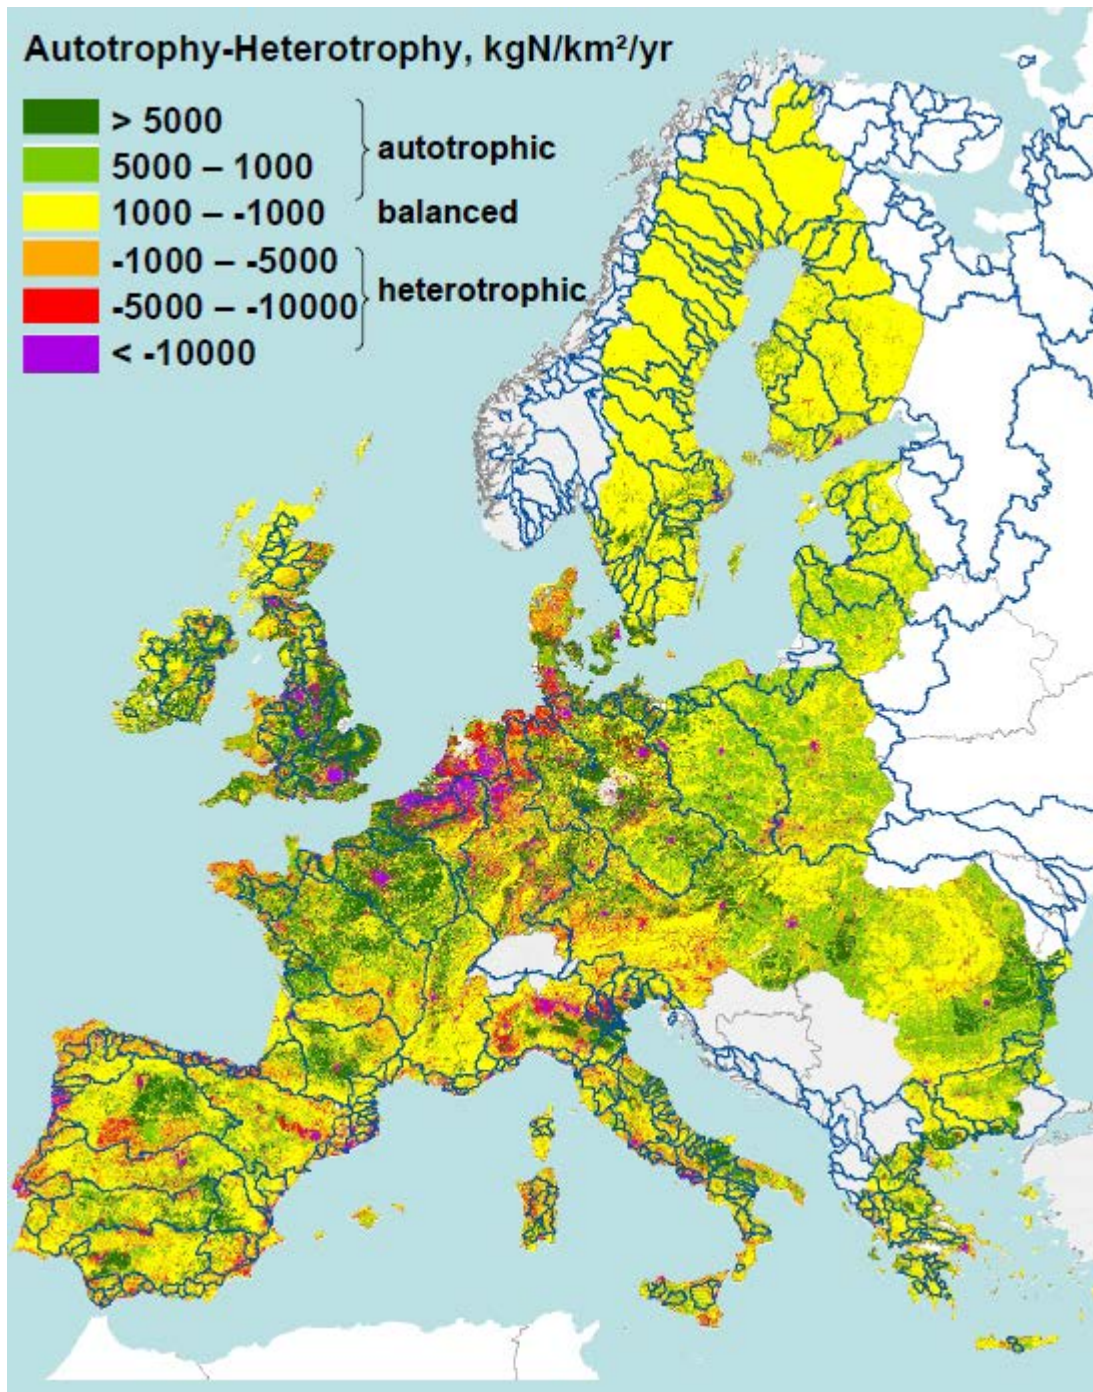 Autotrophy-Heterotrophy, kgN/km²/yr
> 5000
autotrophic
5000 – 1000
1000 – -1000
balanced
-1000 – -5000
heterotrophic
-5000 – -10000
< -10000